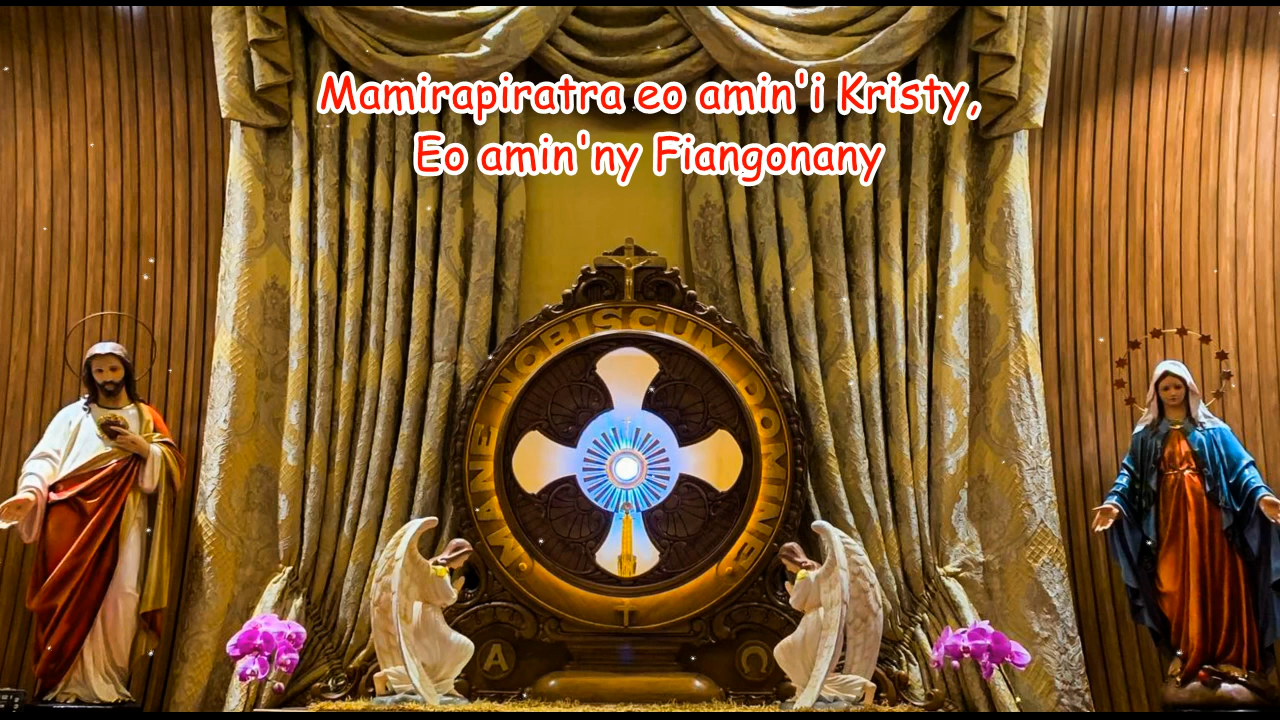 Mamirapiratra eo amin'i Kristy,
Eo amin'ny Fiangonany
MANE NOBISCUM DOMINE
A